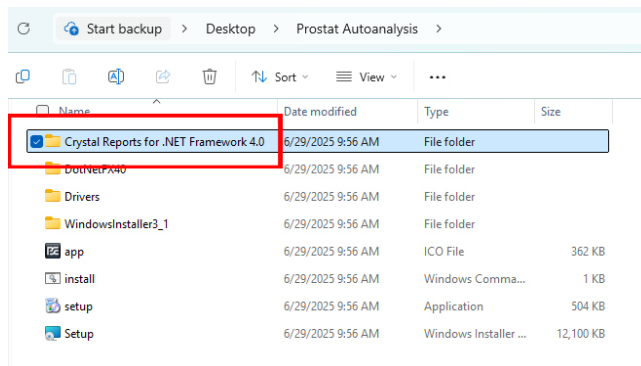 Start backup > Desktop > Prostat Autoanalysis >
Sort View ...
Name Date modified Type Size
Crystal Reports for .NET Framework 4.0 6/29/2025 9:56 AM File folder
DotNetFX40 6/29/2025 9:56 AM File folder
Drivers 6/29/2025 9:56 AM File folder
WindowsInstaller3_1 6/29/2025 9:56 AM File folder
app 6/29/2025 9:56 AM ICO File 362 KB
install 6/29/2025 9:56 AM Windows Comma... 1 KB
setup 6/29/2025 9:56 AM Application 504 KB
Setup 6/29/2025 9:56 AM Windows Installer ... 12,100 KB